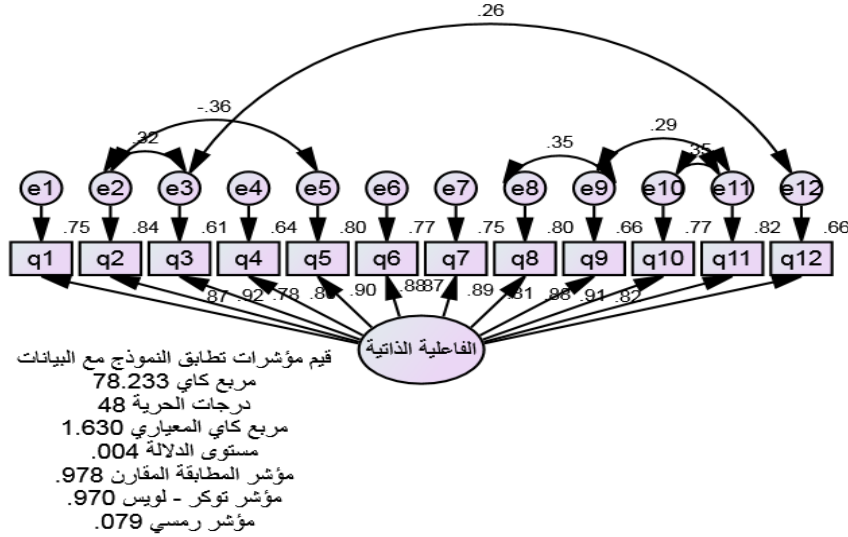 .26
-.36
.32 .35 .29 .35
e1 e2 e3 e4 e5 e6 e7 e8 e9 e10 e11 e12
.75 .84 .61 .64 .80 .77 .75 .80 .66 .77 .82 .66
q1 q2 q3 q4 q5 q6 q7 q8 q9 q10 q11 q12
.87 .92 .78 .90 .88 .87 .89 .81 .88 .91 .82
الفاعلية الذاتية
قيم مؤشرات تطابق النموذج مع البيانات
مربع كاي 78.233
درجات الحرية 48
مربع كاي المعياري 1.630
مستوى الدلالة .004
مؤشر المطابقة المقارن .978
مؤشر توكر - لويس .970
مؤشر رمسي .079